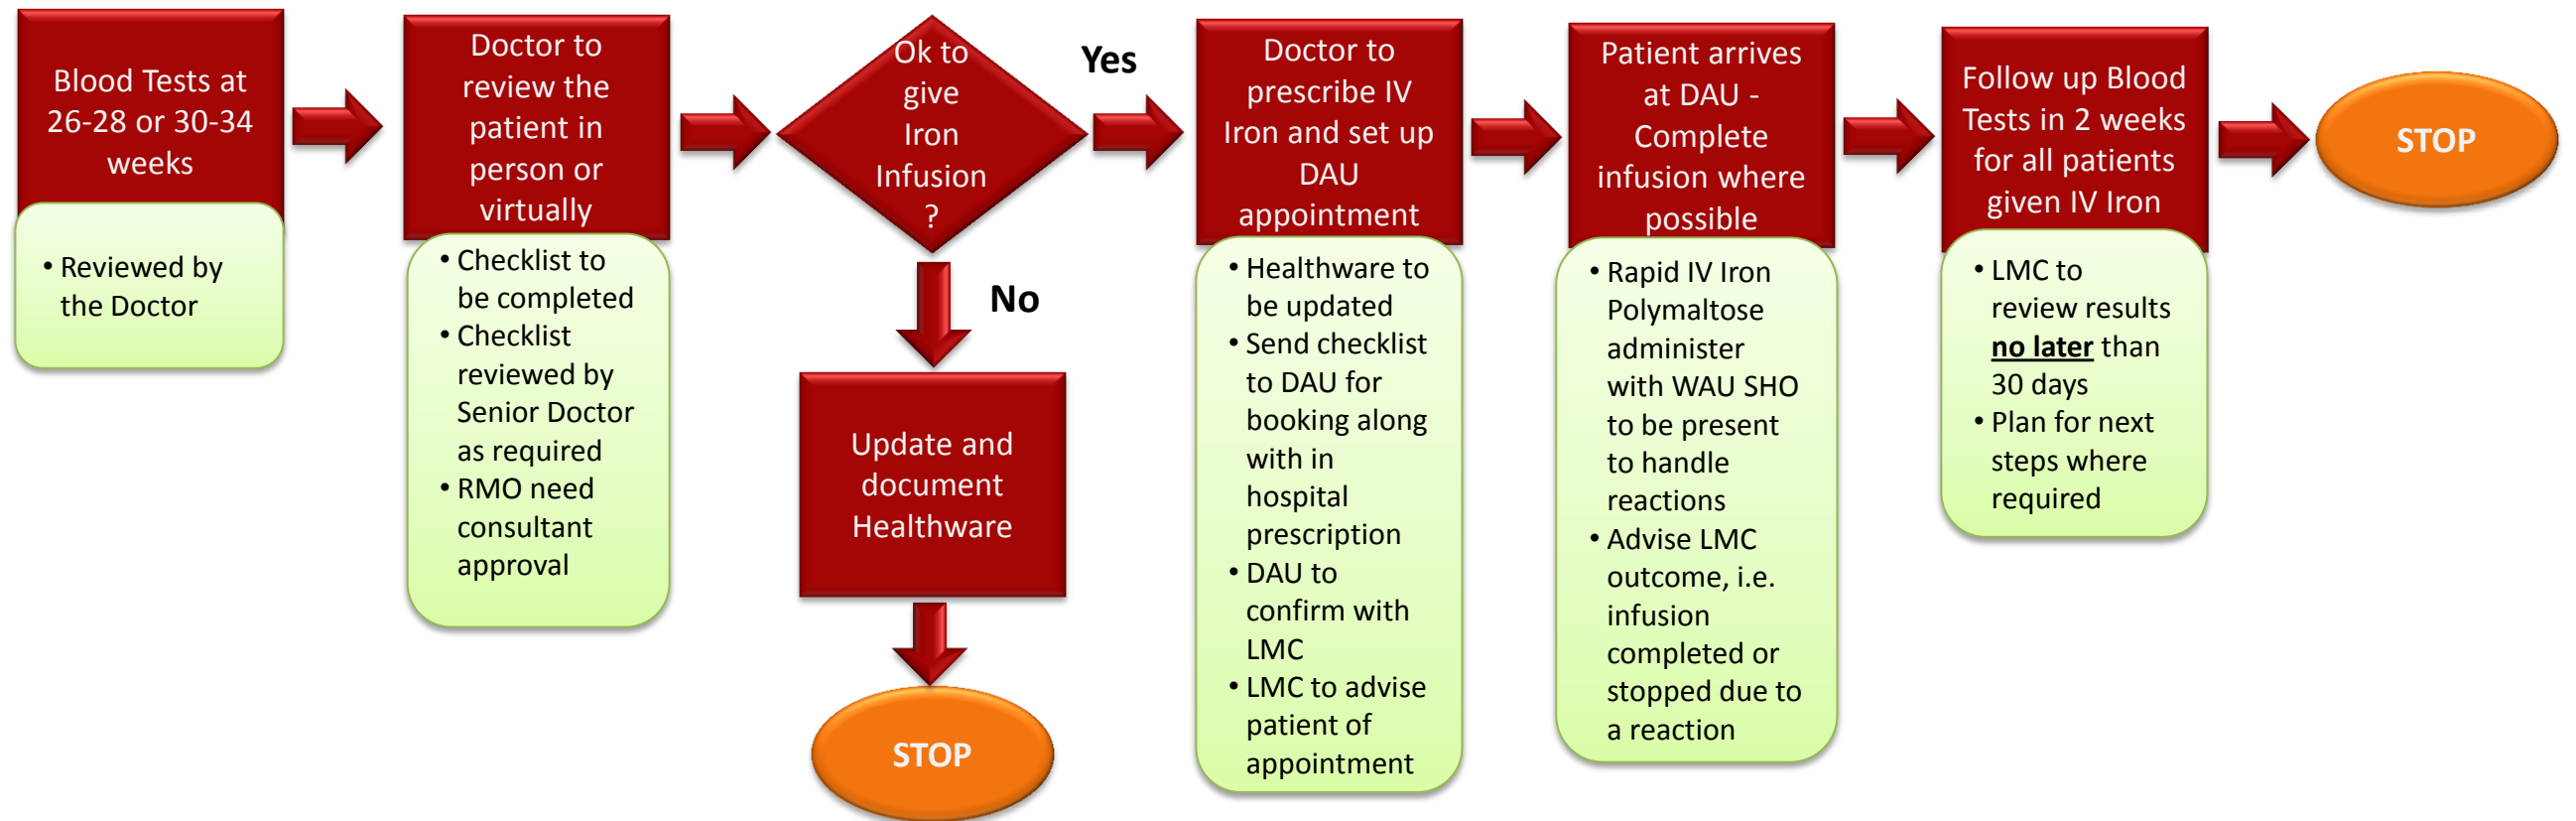 Blood Tests at
26-28 or 30-34
weeks
• Reviewed by
the Doctor
Doctor to
review the
patient in
person or
virtually
• Checklist to
be completed
• Checklist
reviewed by
Senior Doctor
as required
• RMO need
consultant
approval
Ok to
give
Iron
Infusion
?
Yes
No
Update and
document
Healthware
STOP
Doctor to
prescribe IV
Iron and set up
DAU
appointment
• Healthware to
be updated
• Send checklist
to DAU for
booking along
with in
hospital
prescription
• DAU to
confirm with
LMC
• LMC to advise
patient of
appointment
Patient arrives
at DAU -
Complete
infusion where
possible
• Rapid IV Iron
Polymaltose
administer
with WAU SHO
to be present
to handle
reactions
• Advise LMC
outcome, i.e.
infusion
completed or
stopped due to
a reaction
Follow up Blood
Tests in 2 weeks
for all patients
given IV Iron
• LMC to
review results
no later than
30 days
• Plan for next
steps where
required
STOP